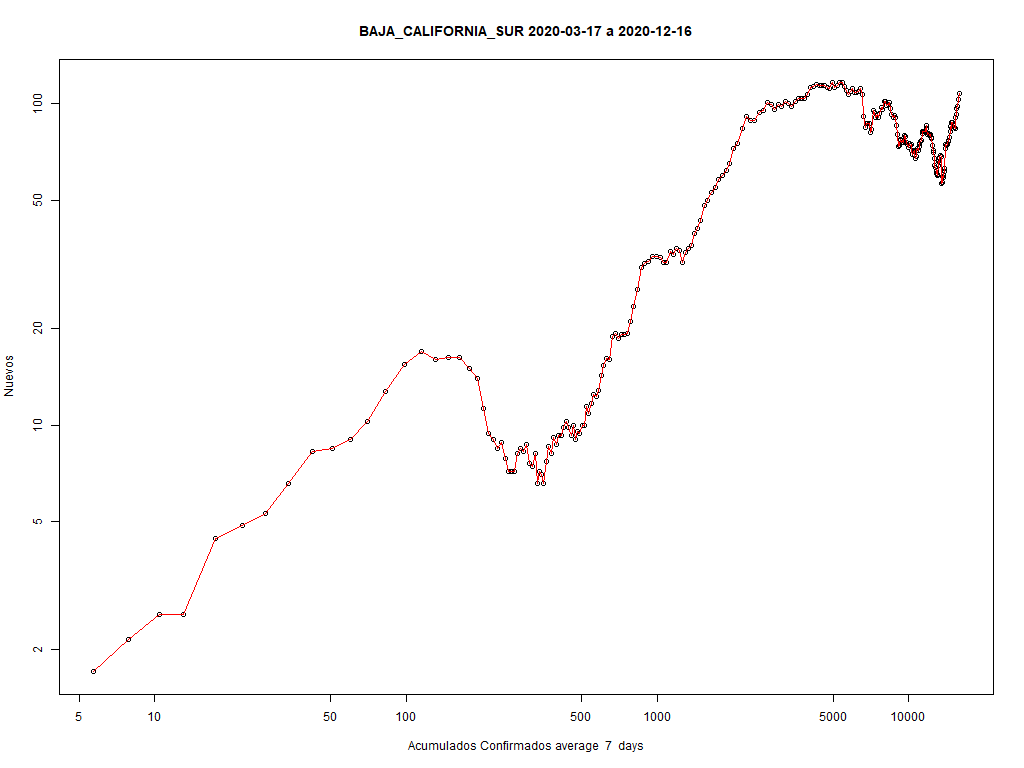 BAJA_CALIFORNIA_SUR 2020-03-17 a 2020-12-16
Nuevos
100
50
20
10
5
2
5 10 50 100 500 1000 5000 10000
Acumulados Confirmados average 7 days